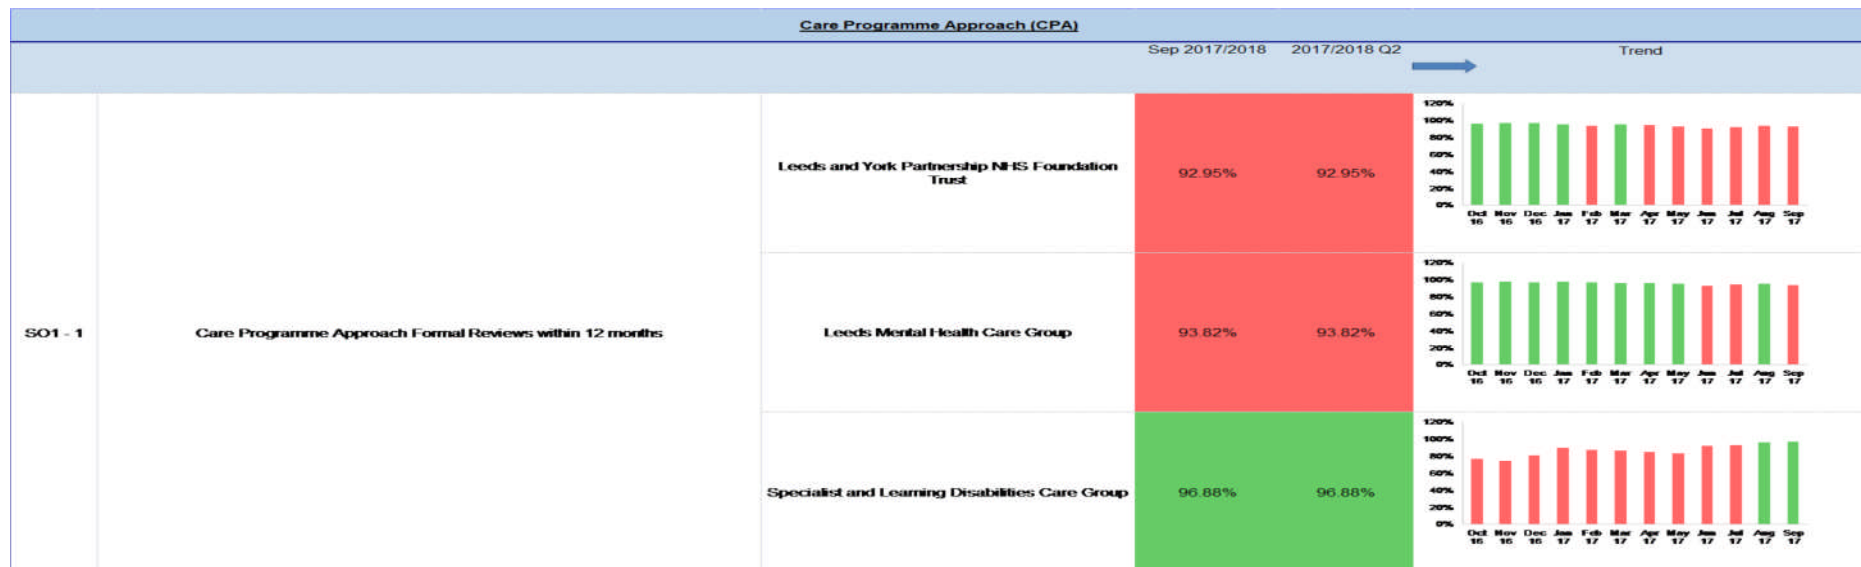 Care Programme Approach (CPA)
Sep 2017/2018 2017/2018 Q2 Trend
SO1 - 1
Care Programme Approach Formal Reviews within 12 months
Leeds and York Partnership NHS Foundation
Trust
92.95% 92.95%
120%
100%
80%
60%
40%
20%
0%
Oct Nov Dec Jan Feb Mar Apr May Jun Jul Aug Sep
16 16 16 17 17 17 17 17 17 17 17 17
Leeds Mental Health Care Group
93.82% 93.82%
120%
100%
80%
60%
40%
20%
0%
Oct Nov Dec Jan Feb Mar Apr May Jun Jul Aug Sep
16 16 16 17 17 17 17 17 17 17 17 17
Specialist and Learning Disabilities Care Group
96.88% 96.88%
120%
100%
80%
60%
40%
20%
0%
Oct Nov Dec Jan Feb Mar Apr May Jun Jul Aug Sep
16 16 16 17 17 17 17 17 17 17 17 17